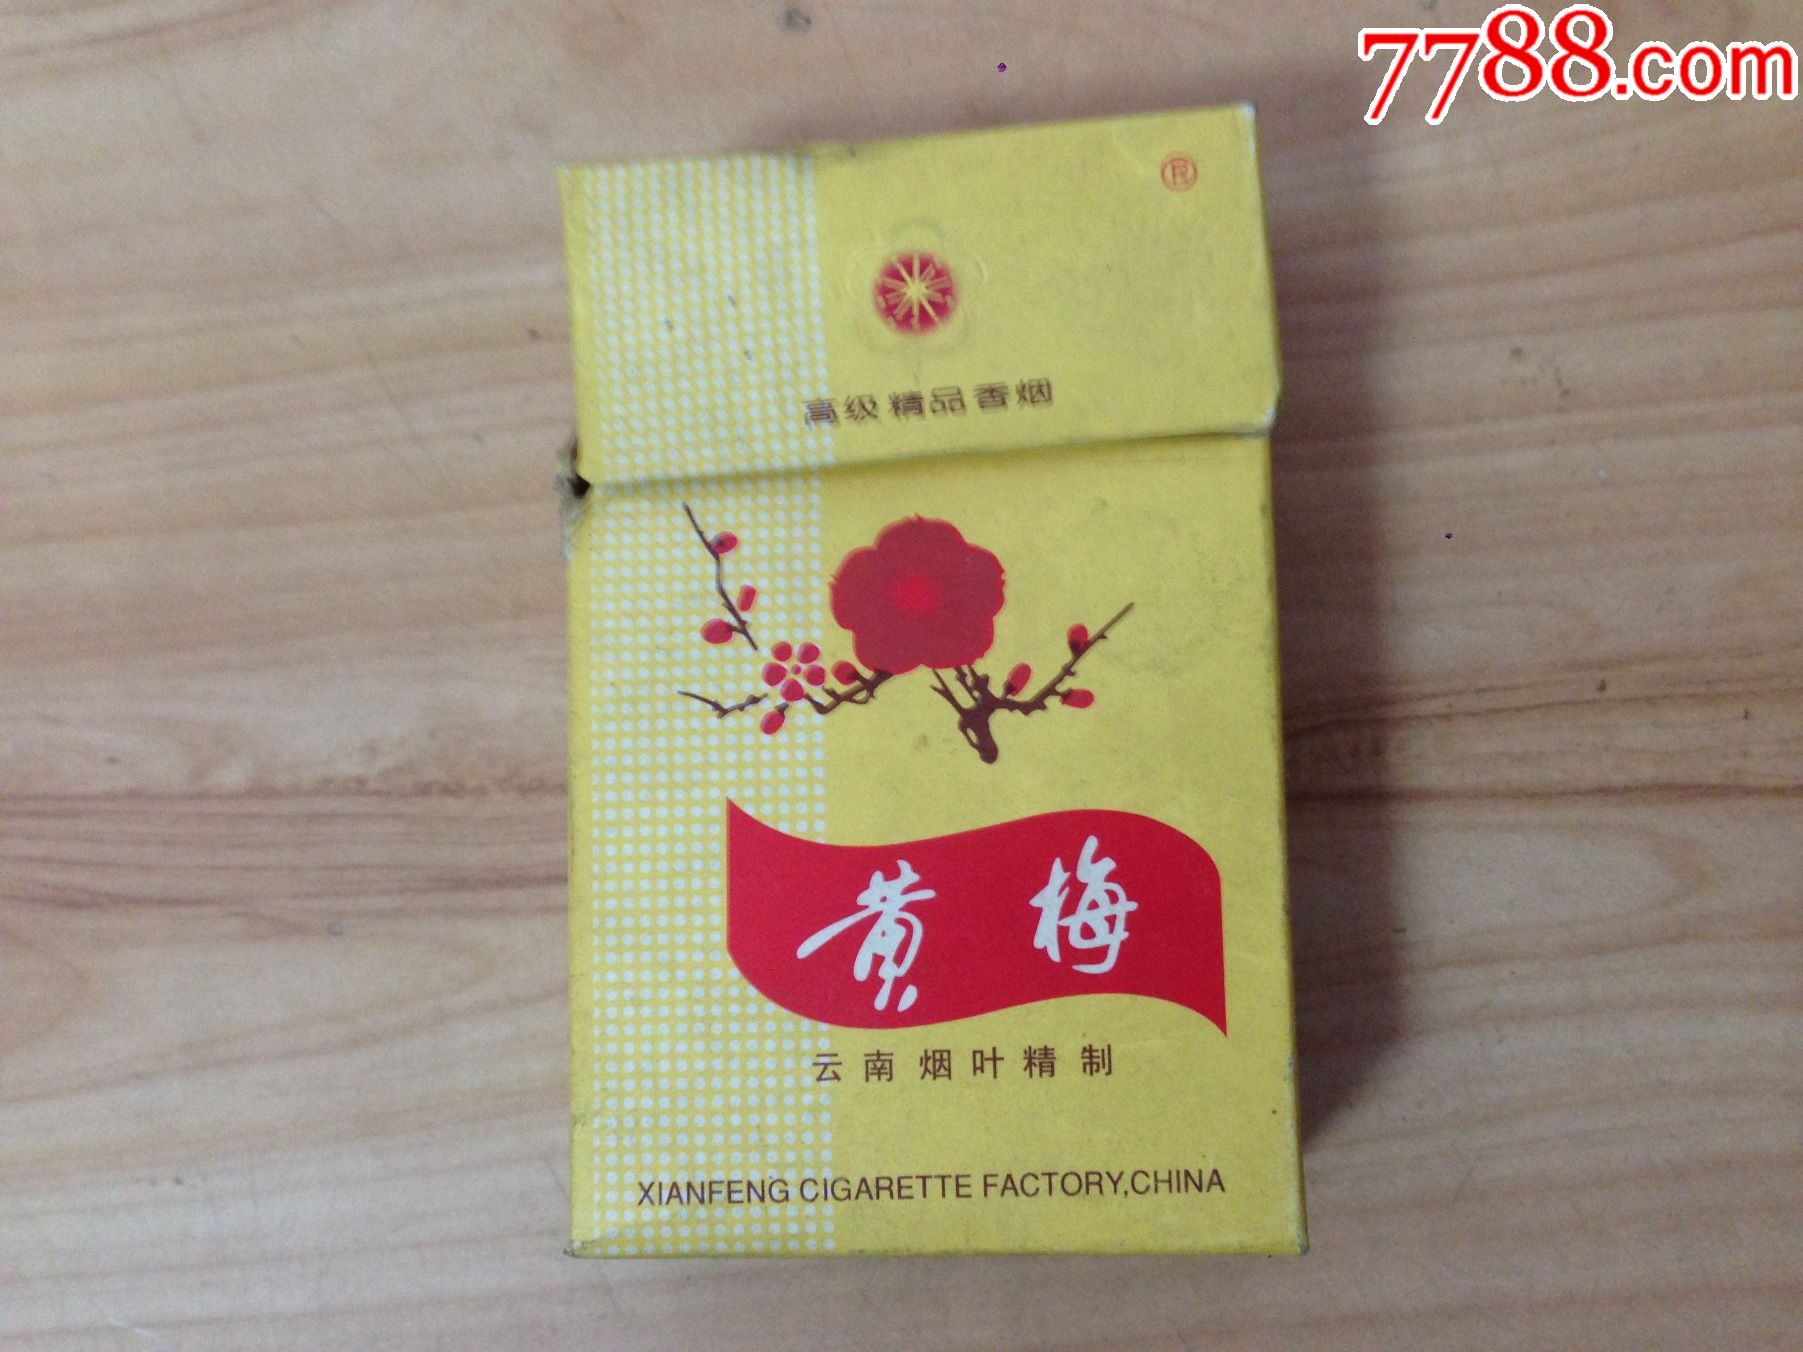 7788.com
®
高级精品香烟
黄梅
云南烟叶精制
XIANFENG CIGARETTE FACTORY,CHINA